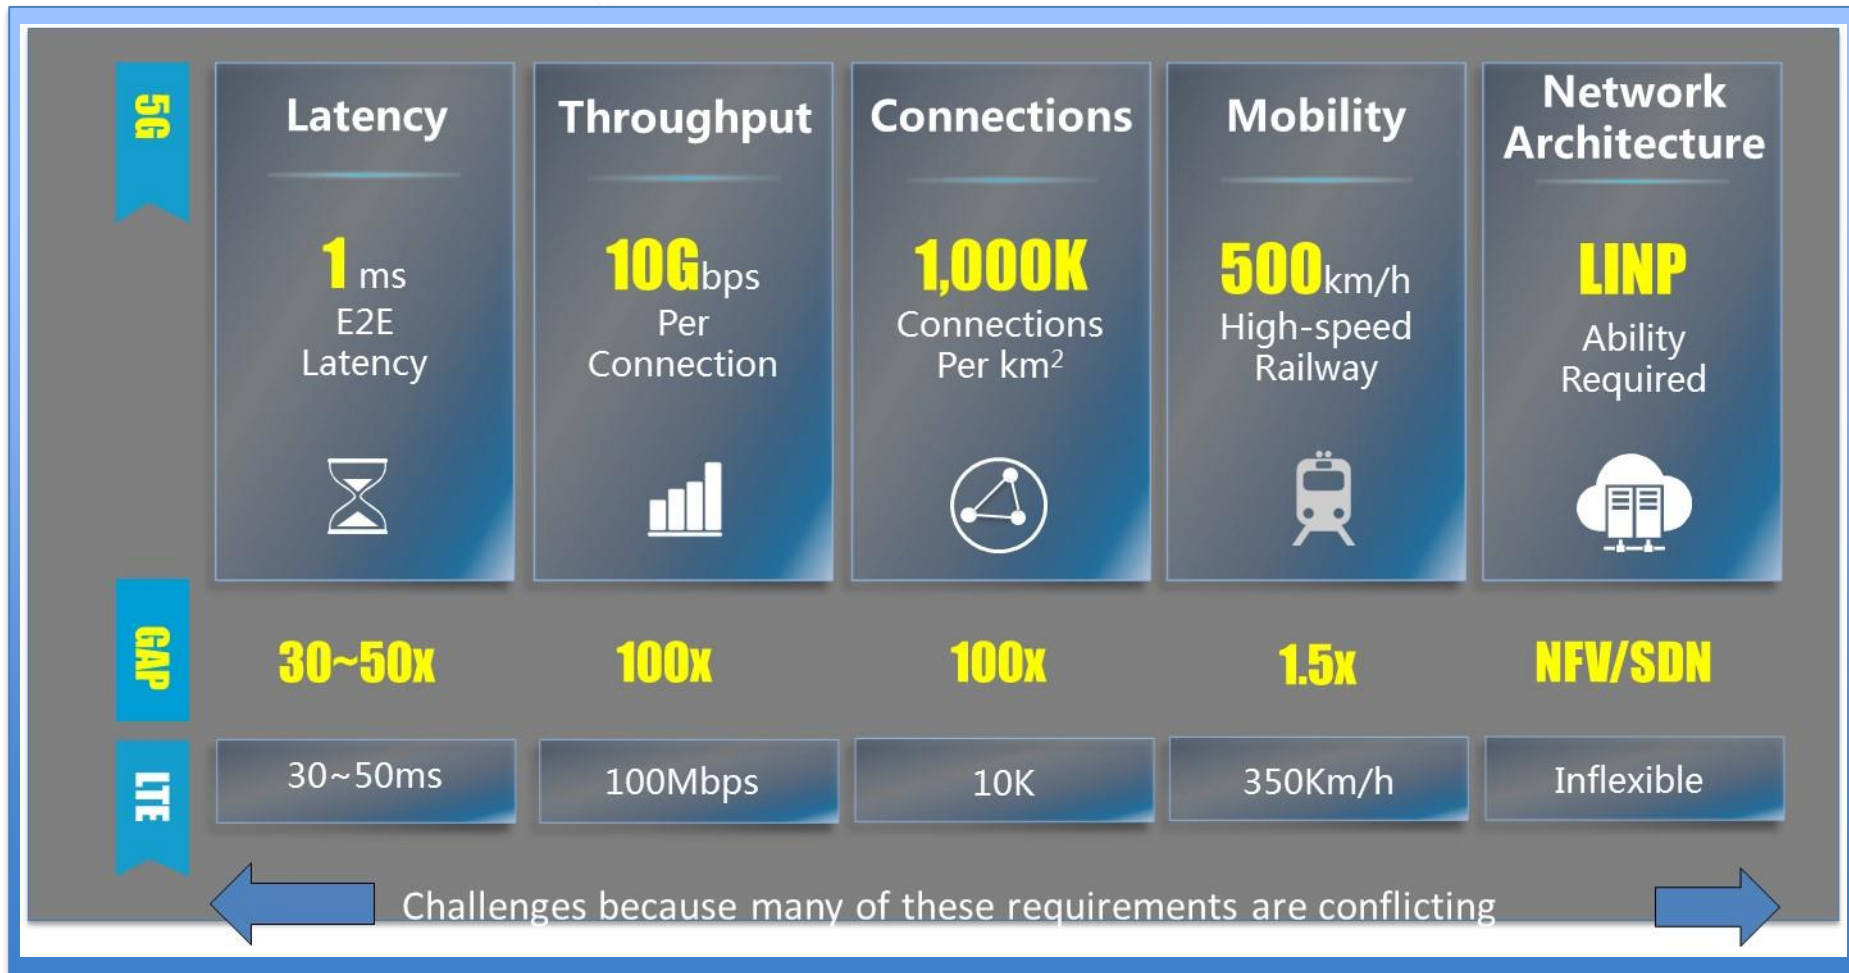 5G
Latency
1 ms
E2E
Latency
Throughput
10Gbps
Per
Connection
Connections
1,000K
Connections
Per km²
Mobility
500km/h
High-speed
Railway
Network
Architecture
LINP
Ability
Required
GAP
30~50x
100x
100x
1.5x
NFV/SDN
LTE
30~50ms
100Mbps
10K
350Km/h
Inflexible
Challenges because many of these requirements are conflicting